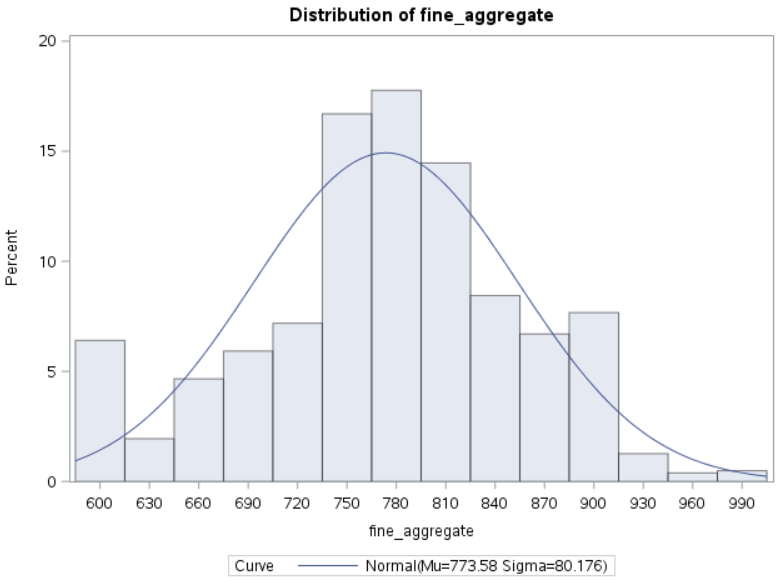 Distribution of fine_aggregate
20
15
10
5
0
Percent
600 630 660 690 720 750 780 810 840 870 900 930 960 990
fine_aggregate
Curve Normal(Mu=773.58 Sigma=80.176)